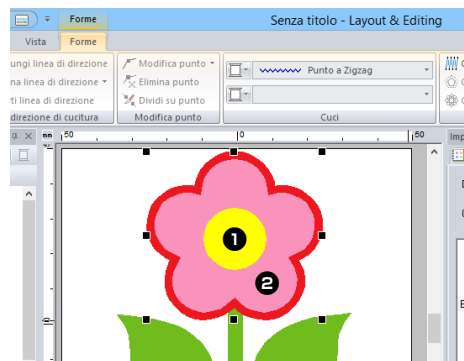 Forme
Senza titolo - Layout & Editing
Vista Forme
ungi linea di direzione
na linea di direzione
ti linea di direzione
direzione di cucitura
Modifica punto
Elimina punto
Dividi su punto
Modifica punto
Punto a Zigzag
Cuci
50 0 50
Imp
1
2